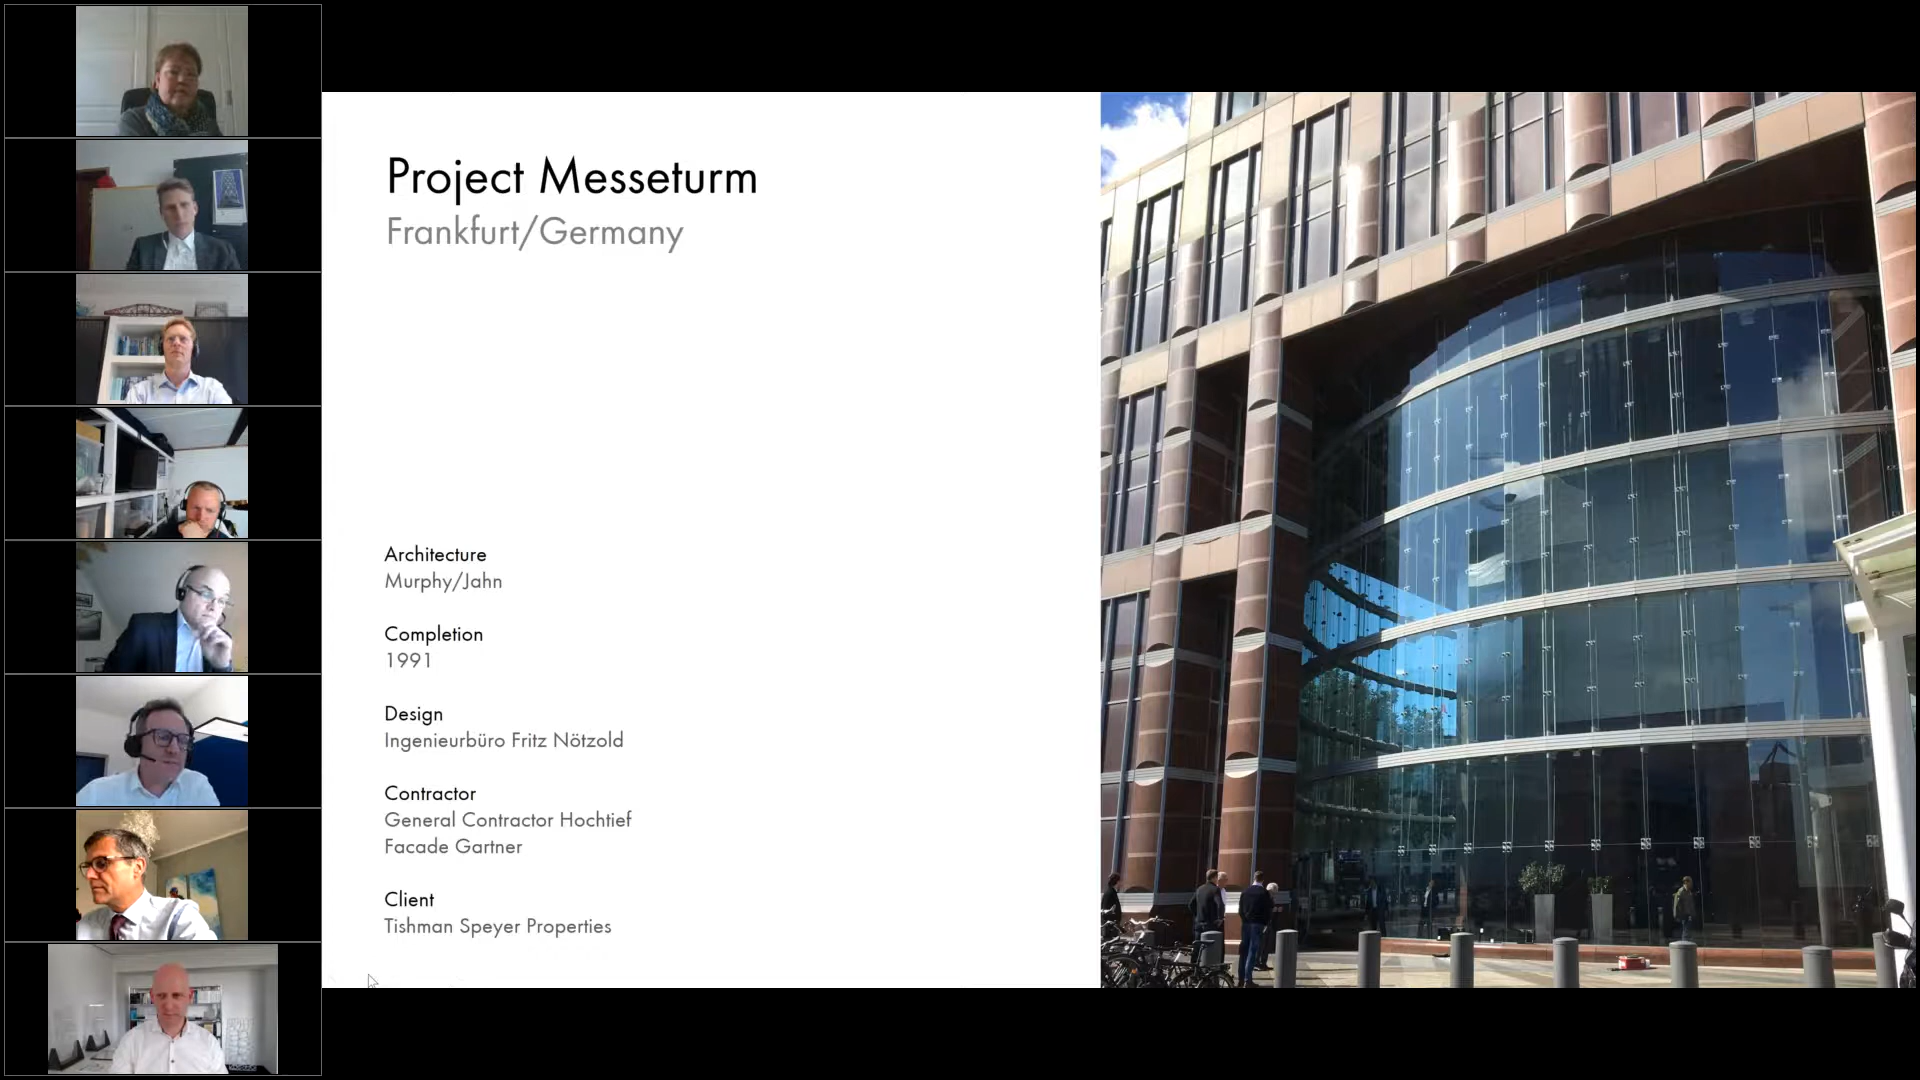 Project Messeturm
Frankfurt/Germany
Architecture
Murphy/Jahn
Completion
1991
Design
Ingenieurbüro Fritz Nötzold
Contractor
General Contractor Hochtief
Facade Gartner
Client
Tishman Speyer Properties